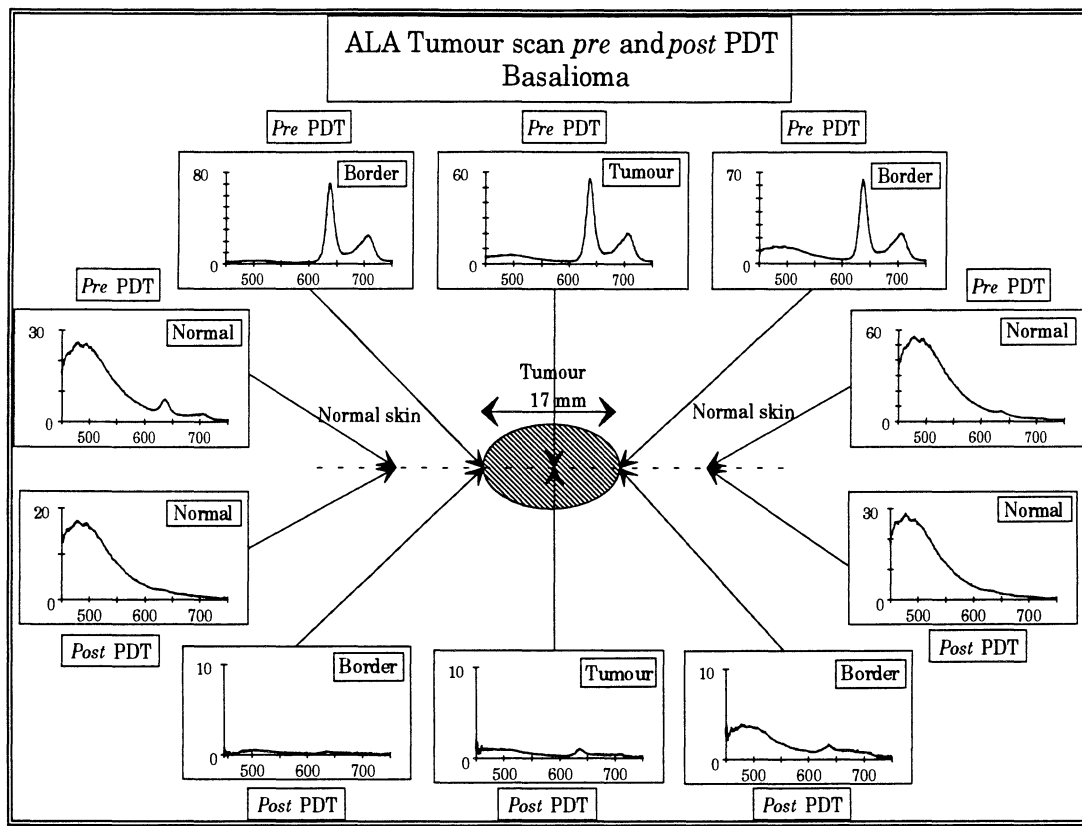 ALA Tumour scan pre and post PDT
Basalioma
Pre PDT
Pre PDT
Pre PDT
80
Border
0
500
600
700
60
Tumour
0
500
600
700
70
Border
0
500
600
700
Pre PDT
Pre PDT
30
Normal
0
500
600
700
60
Normal
0
500
600
700
Tumour
17 mm
Normal skin
Normal skin
20
Normal
0
500
600
700
30
Normal
0
500
600
700
Post PDT
Post PDT
10
Border
0
500
600
700
10
Tumour
0
500
600
700
10
Border
0
500
600
700
Post PDT
Post PDT
Post PDT